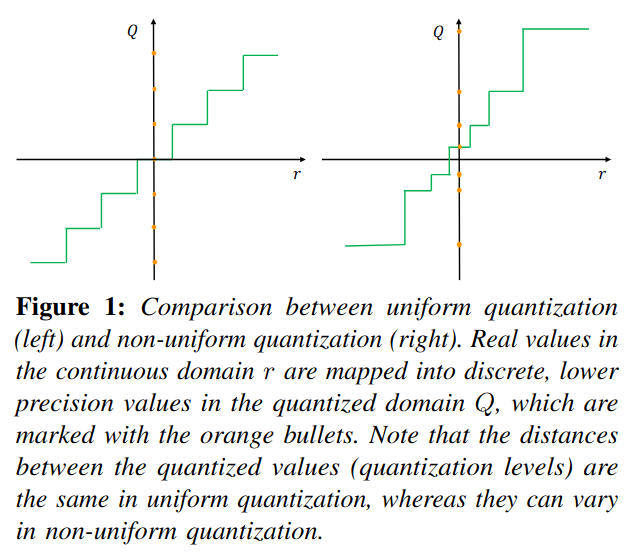 Q
Q
r
r
Figure 1: Comparison between uniform quantization
(left) and non-uniform quantization (right). Real values in
the continuous domain r are mapped into discrete, lower
precision values in the quantized domain Q, which are
marked with the orange bullets. Note that the distances
between the quantized values (quantization levels) are
the same in uniform quantization, whereas they can vary
in non-uniform quantization.